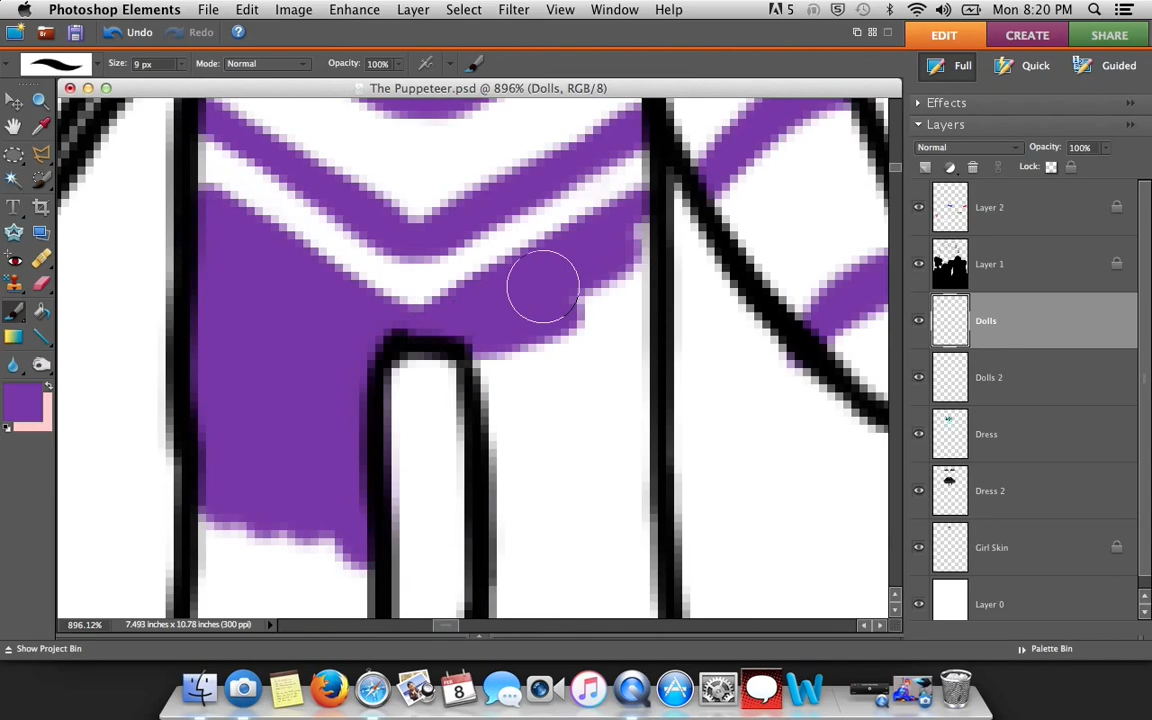 Photoshop Elements File Edit Image Enhance Layer Select Filter View Window Help 5 Mon 8:20 PM
Undo Redo ? EDIT CREATE SHARE
Size: 9 px Mode: Normal Opacity: 100% Full Quick Guided
The Puppeteer.psd @ 896% (Dolls, RGB/8)
Effects
Layers
Normal Opacity: 100% Lock:
Layer 2
Layer 1
Dolls
Dolls 2
Dress
Dress 2
Girl Skin
Layer 0
896.12% 7.493 inches x 10.78 inches (300 ppi)
Show Project Bin Palette Bin
FEB
8